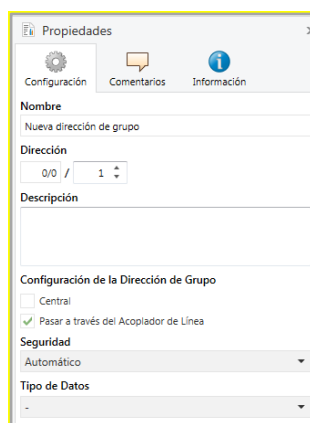 Propiedades
Configuración Comentarios Información
Nombre
Nueva dirección de grupo
Dirección
0/0 / 1
Descripción
Configuración de la Dirección de Grupo
Central
Pasar a través del Acoplador de Línea
Seguridad
Automático
Tipo de Datos
-